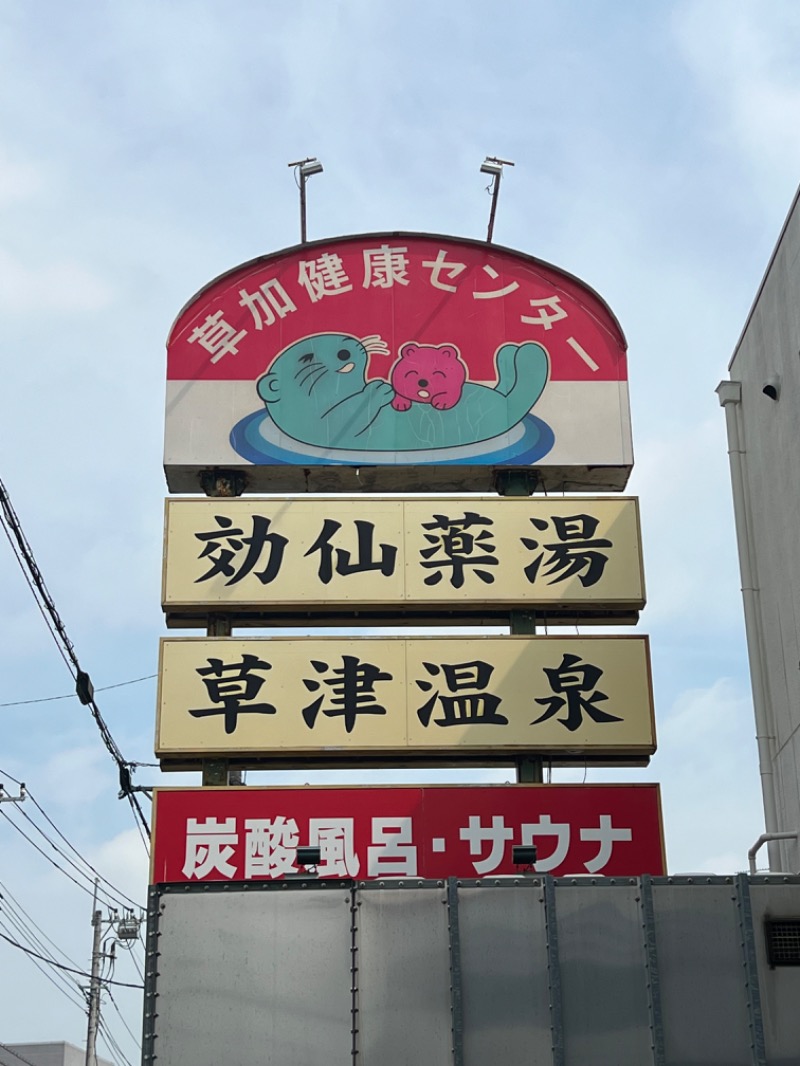 草加健康センター
効仙薬湯
草津温泉
炭酸風呂・サウナ